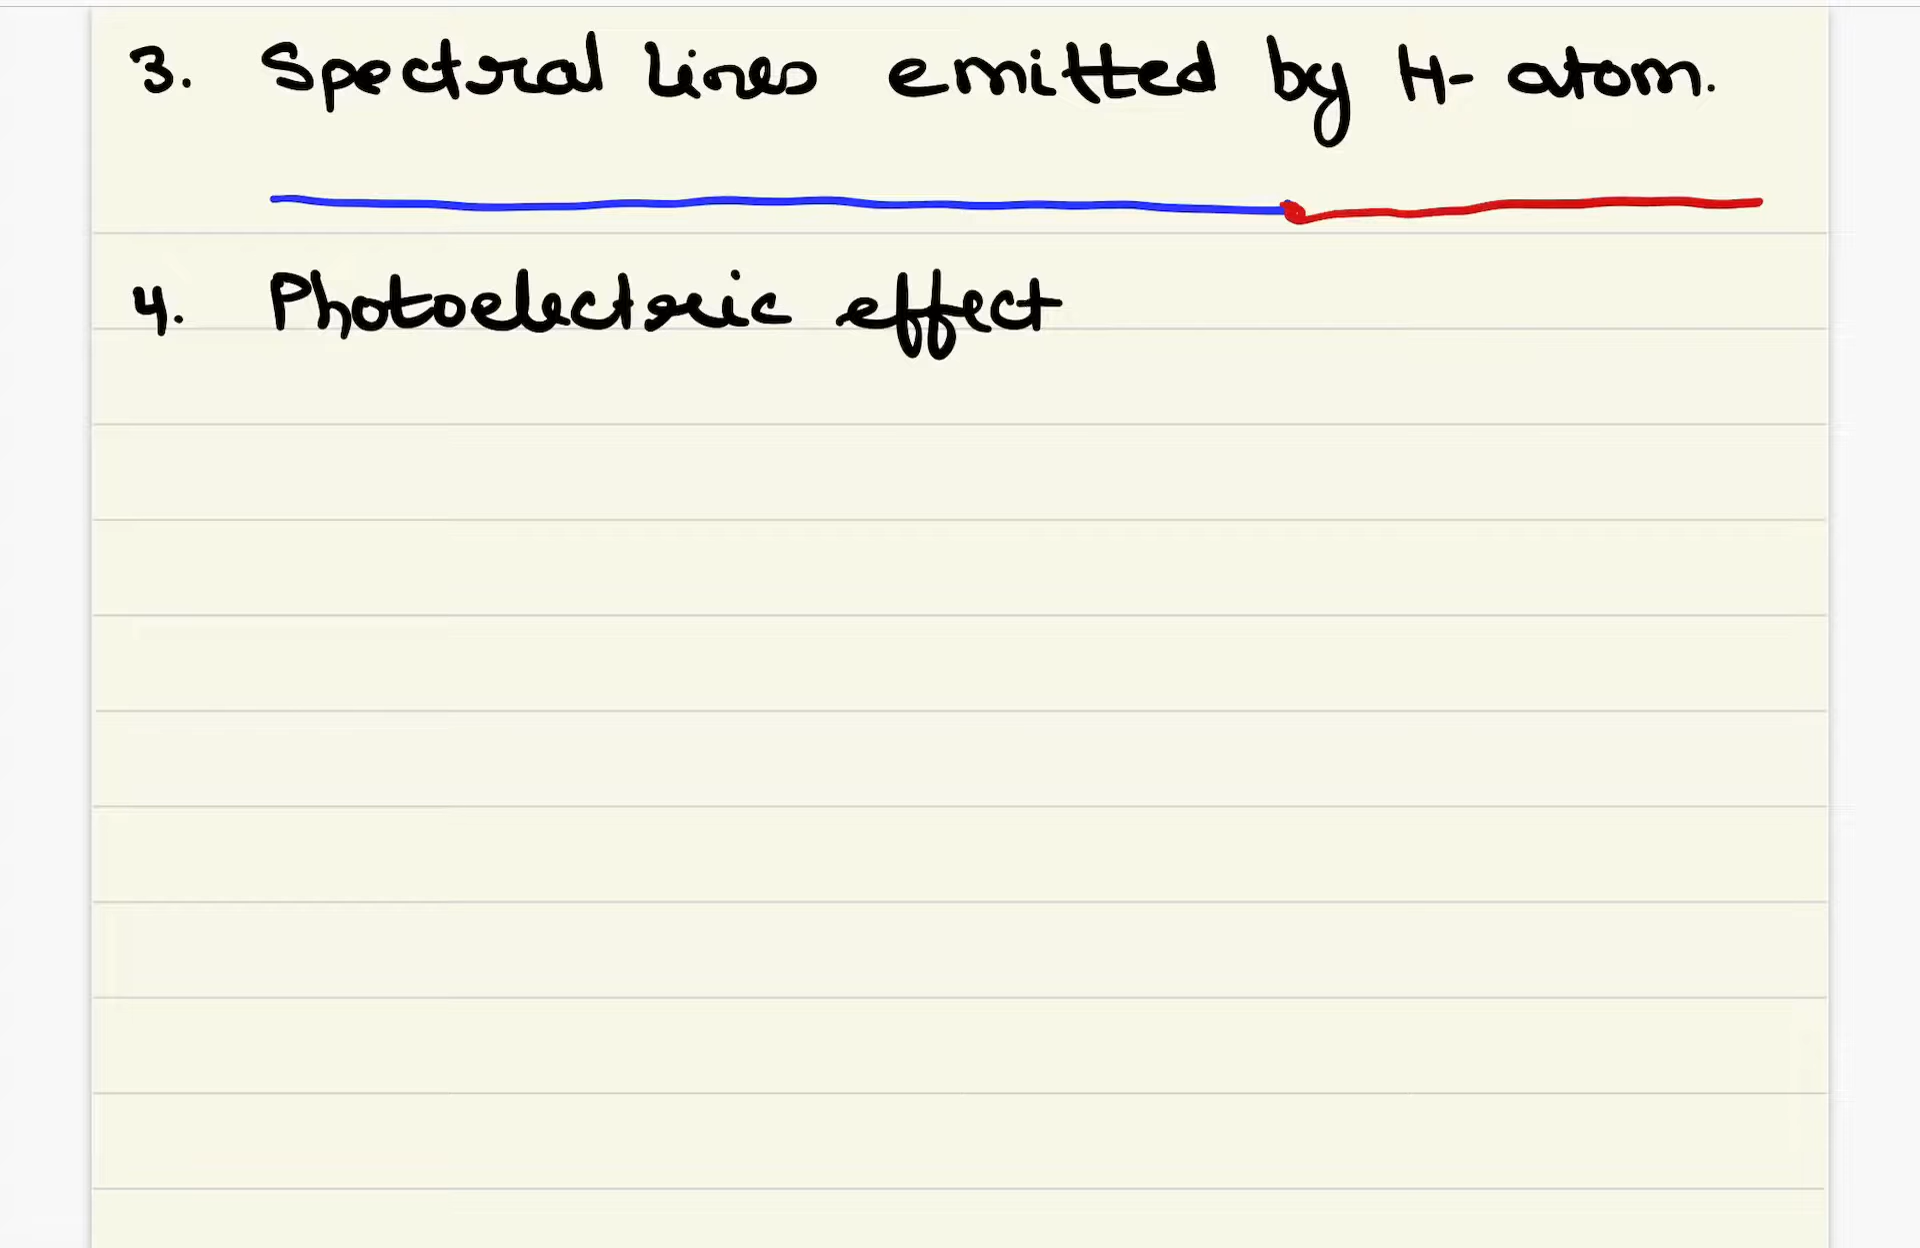 3. Spectral lines emitted by H- atom.
4. Photoelectric effect